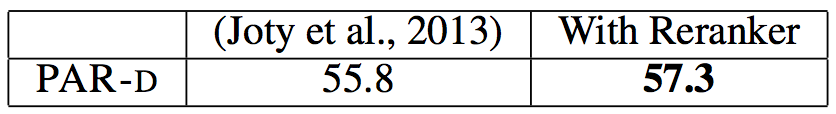 (Joty et al., 2013) With Reranker
PAR-D 55.8 57.3